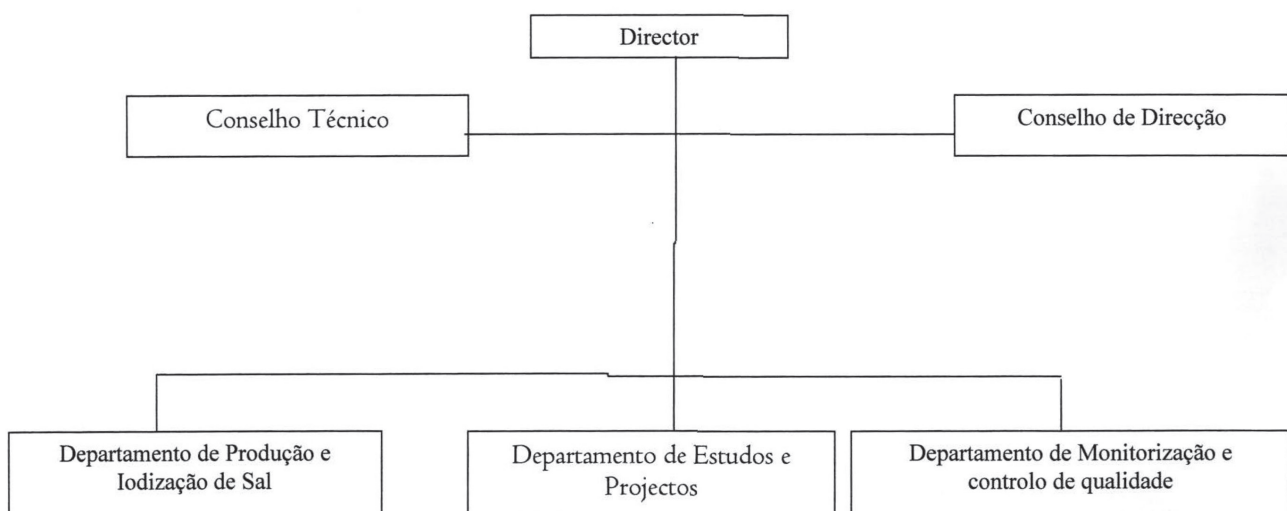 Director
Conselho Técnico
Conselho de Direcção
Departamento de Produção e
Iodização de Sal
Departamento de Estudos e
Projectos
Departamento de Monitorização e
controlo de qualidade